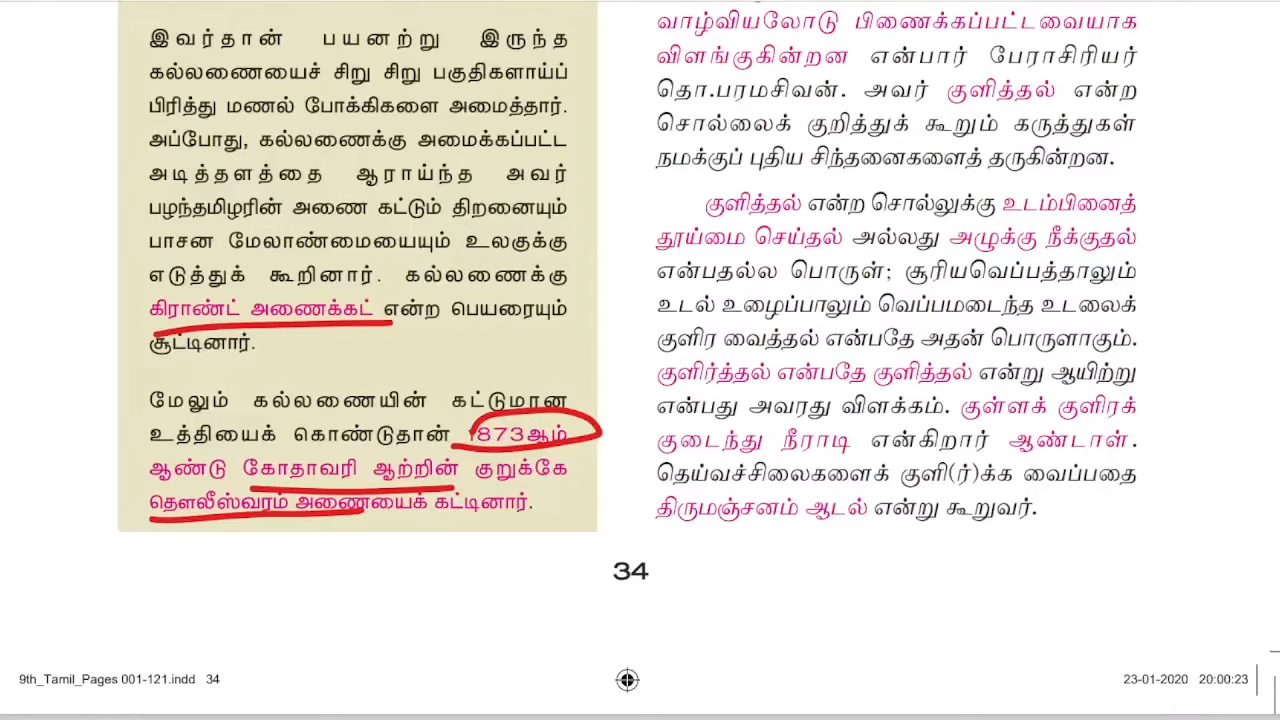 இவர்தான் பயனற்று இருந்த
கல்லணையைச் சிறு சிறு பகுதிகளாய்ப்
பிரித்து மணல் போக்கிகளை அமைத்தார்.
அப்போது, கல்லணைக்கு அமைக்கப்பட்ட
அடித்தளத்தை ஆராய்ந்த அவர்
பழந்தமிழரின் அணை கட்டும் திறனையும்
பாசன மேலாண்மையையும் உலகுக்கு
எடுத்துக் கூறினார். கல்லணைக்கு
கிராண்ட் அணைக்கட் என்ற பெயரையும்
சூட்டினார்.
மேலும் கல்லணையின் கட்டுமான
உத்தியைக் கொண்டுதான் 1873ஆம்
ஆண்டு கோதாவரி ஆற்றின் குறுக்கே
தௌலீஸ்வரம் அணையைக் கட்டினார்.
வாழ்வியலோடு பிணைக்கப்பட்டவையாக
விளங்குகின்றன என்பார் பேராசிரியர்
தொ.பரமசிவன். அவர் குளித்தல் என்ற
சொல்லைக் குறித்துக் கூறும் கருத்துகள்
நமக்குப் புதிய சிந்தனைகளைத் தருகின்றன.
குளித்தல் என்ற சொல்லுக்கு உடம்பினைத்
தூய்மை செய்தல் அல்லது அழுக்கு நீக்குதல்
என்பதல்ல பொருள்; சூரியவெப்பத்தாலும்
உடல் உழைப்பாலும் வெப்பமடைந்த உடலைக்
குளிர வைத்தல் என்பதே அதன் பொருளாகும்.
குளிர்த்தல் என்பதே குளித்தல் என்று ஆயிற்று
என்பது அவரது விளக்கம். குள்ளக் குளிரக்
குடைந்து நீராடி என்கிறார் ஆண்டாள்.
தெய்வச்சிலைகளைக் குளி(ர்)க்க வைப்பதை
திருமஞ்சனம் ஆடல் என்று கூறுவர்.
34
9th_Tamil_Pages 001-121.indd 34
23-01-2020 20:00:23